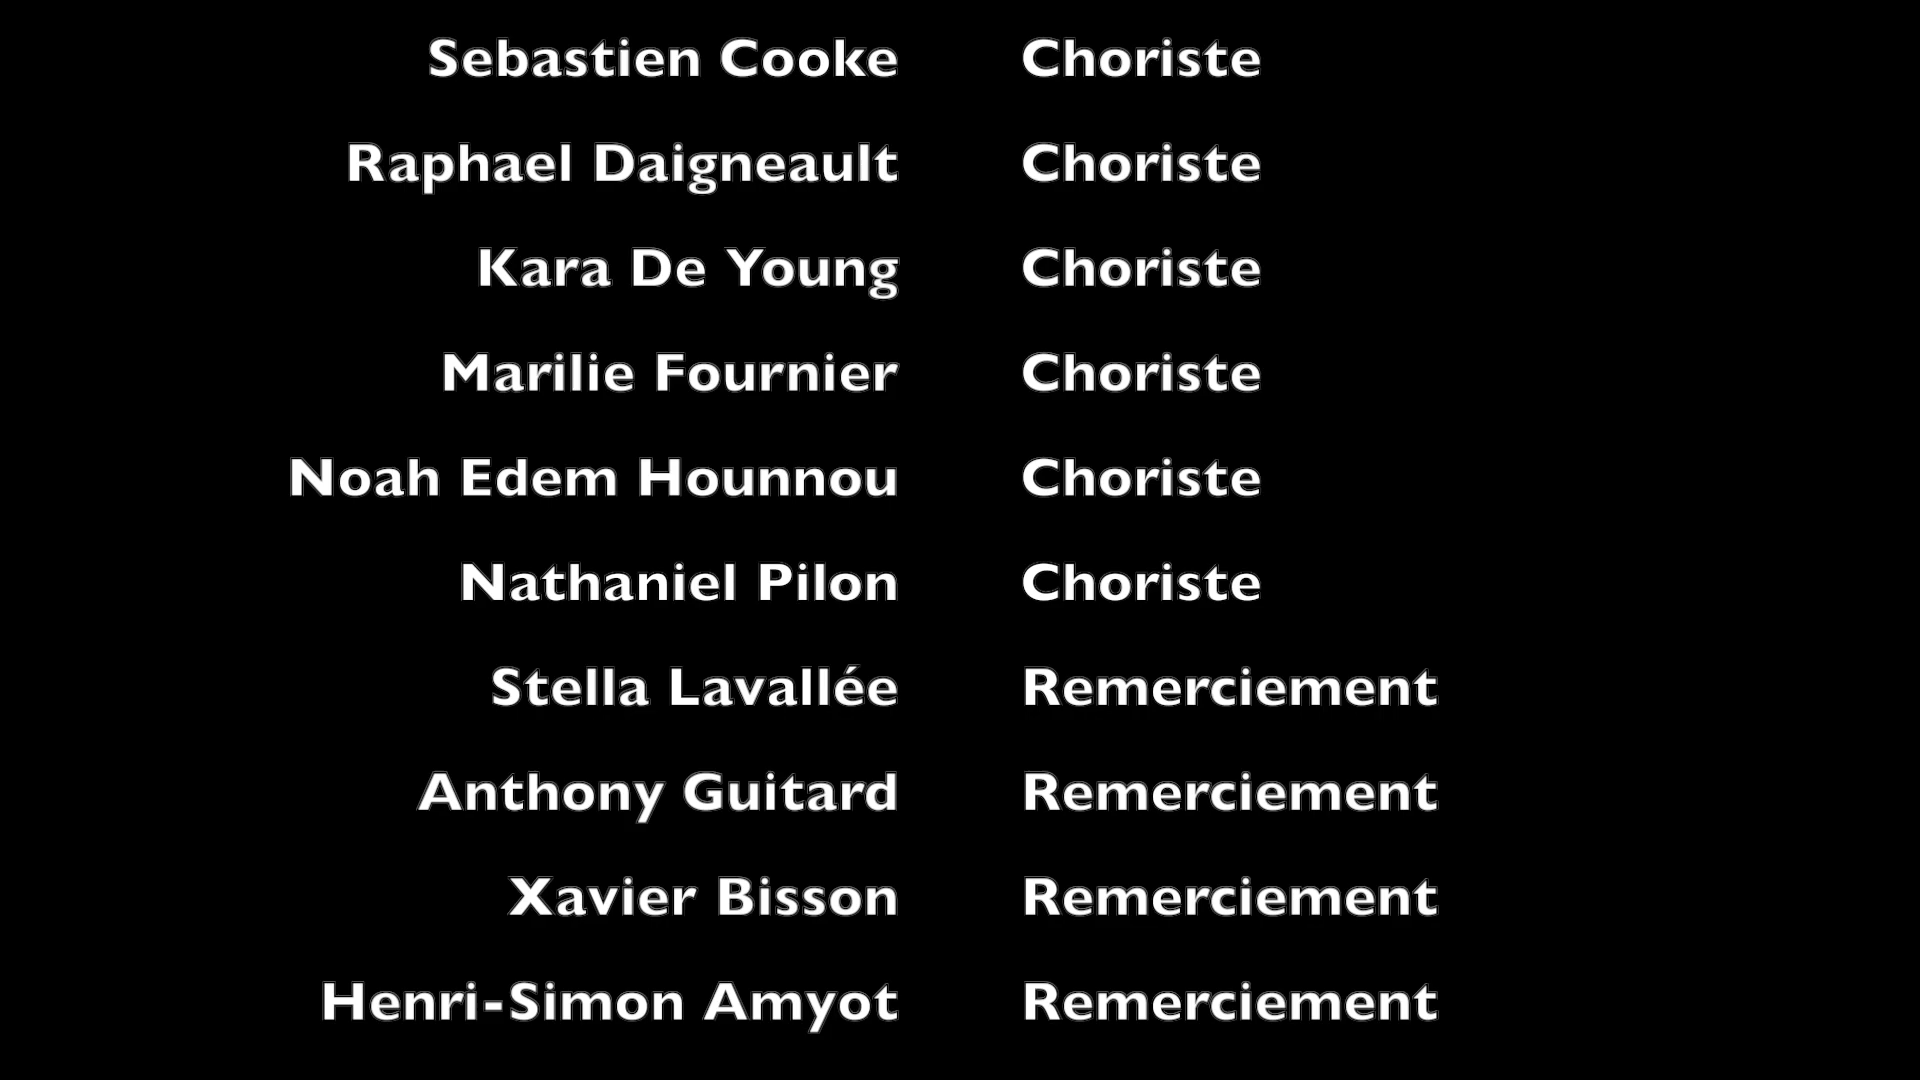 Sebastien Cooke Choriste
Raphael Daigneault Choriste
Kara De Young Choriste
Marilie Fournier Choriste
Noah Edem Hounnou Choriste
Nathaniel Pilon Choriste
Stella Lavallée Remerciement
Anthony Guitard Remerciement
Xavier Bisson Remerciement
Henri-Simon Amyot Remerciement